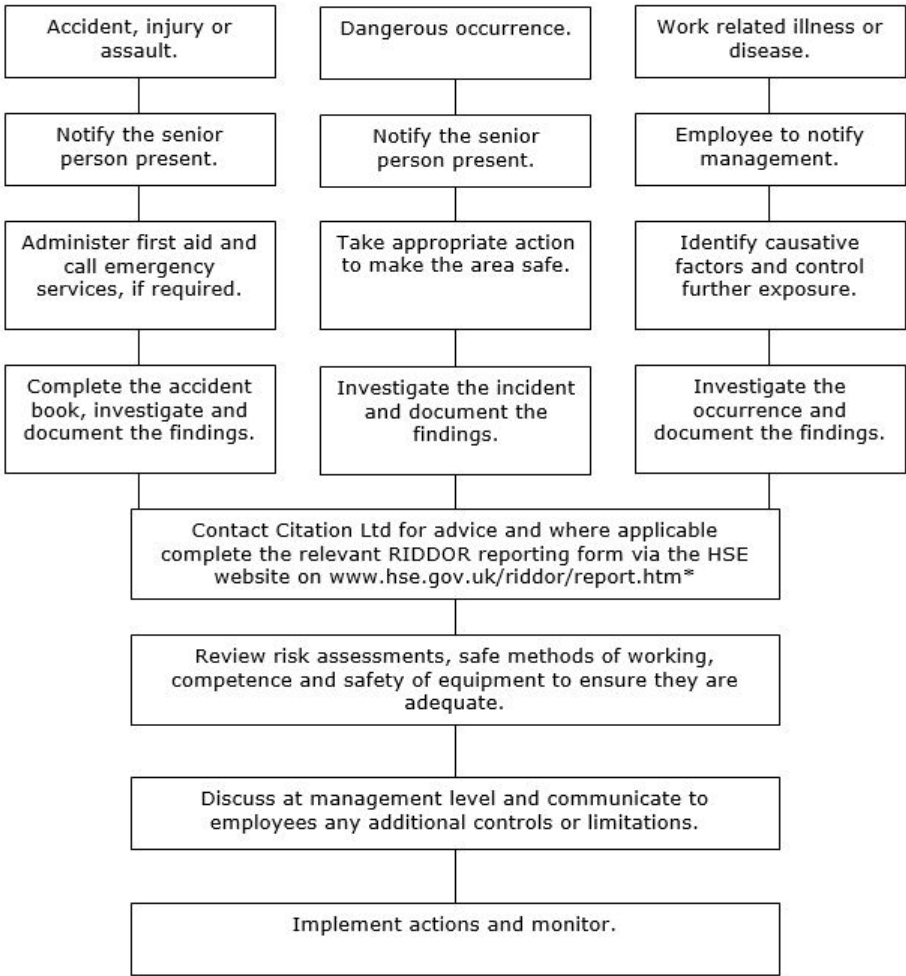 Accident, injury or
assault.
Dangerous occurrence.
Work related illness or
disease.
Notify the senior
person present.
Notify the senior
person present.
Employee to notify
management.
Administer first aid and
call emergency
services, if required.
Take appropriate action
to make the area safe.
Identify causative
factors and control
further exposure.
Complete the accident
book, investigate and
document the findings.
Investigate the incident
and document the
findings.
Investigate the
occurrence and
document the findings.
Contact Citation Ltd for advice and where applicable
complete the relevant RIDDOR reporting form via the HSE
website on www.hse.gov.uk/riddor/report.htm*
Review risk assessments, safe methods of working,
competence and safety of equipment to ensure they are
adequate.
Discuss at management level and communicate to
employees any additional controls or limitations.
Implement actions and monitor.